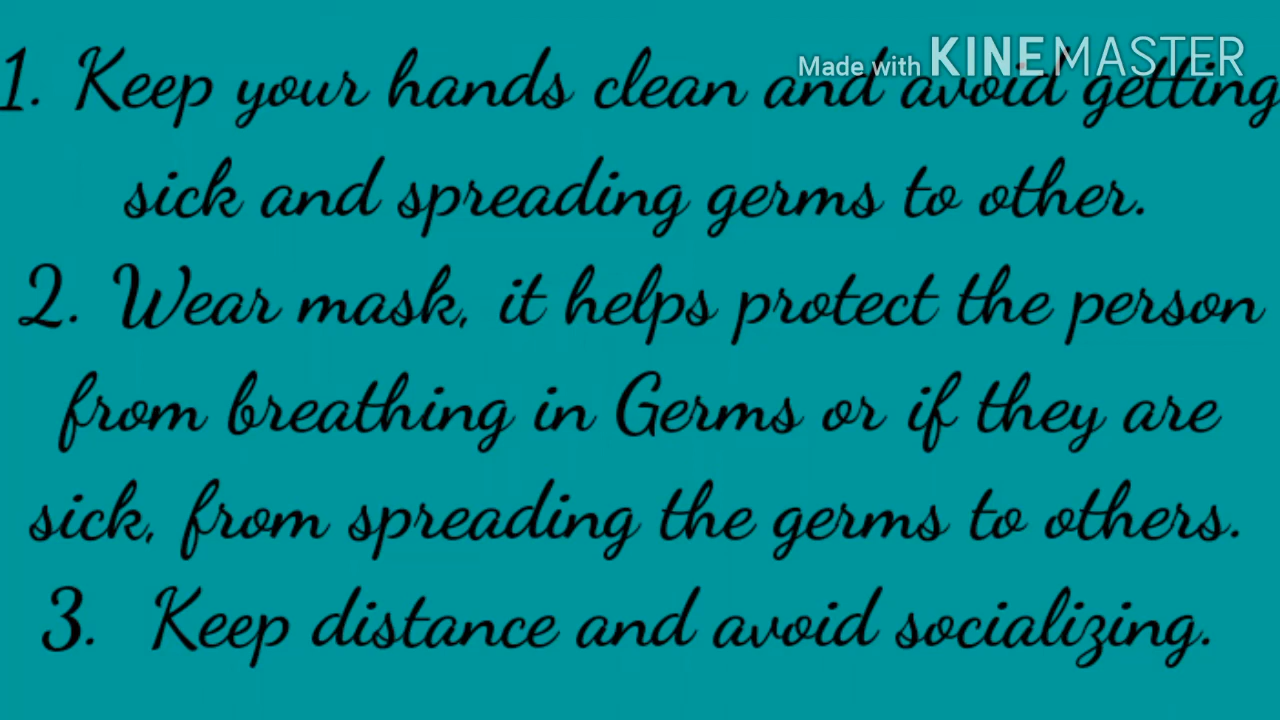 Made with KINEMASTER
1. Keep your hands clean and avoid getting
sick and spreading germs to other.
2. Wear mask, it helps protect the person
from breathing in Germs or if they are
sick, from spreading the germs to others.
3. Keep distance and avoid socializing.